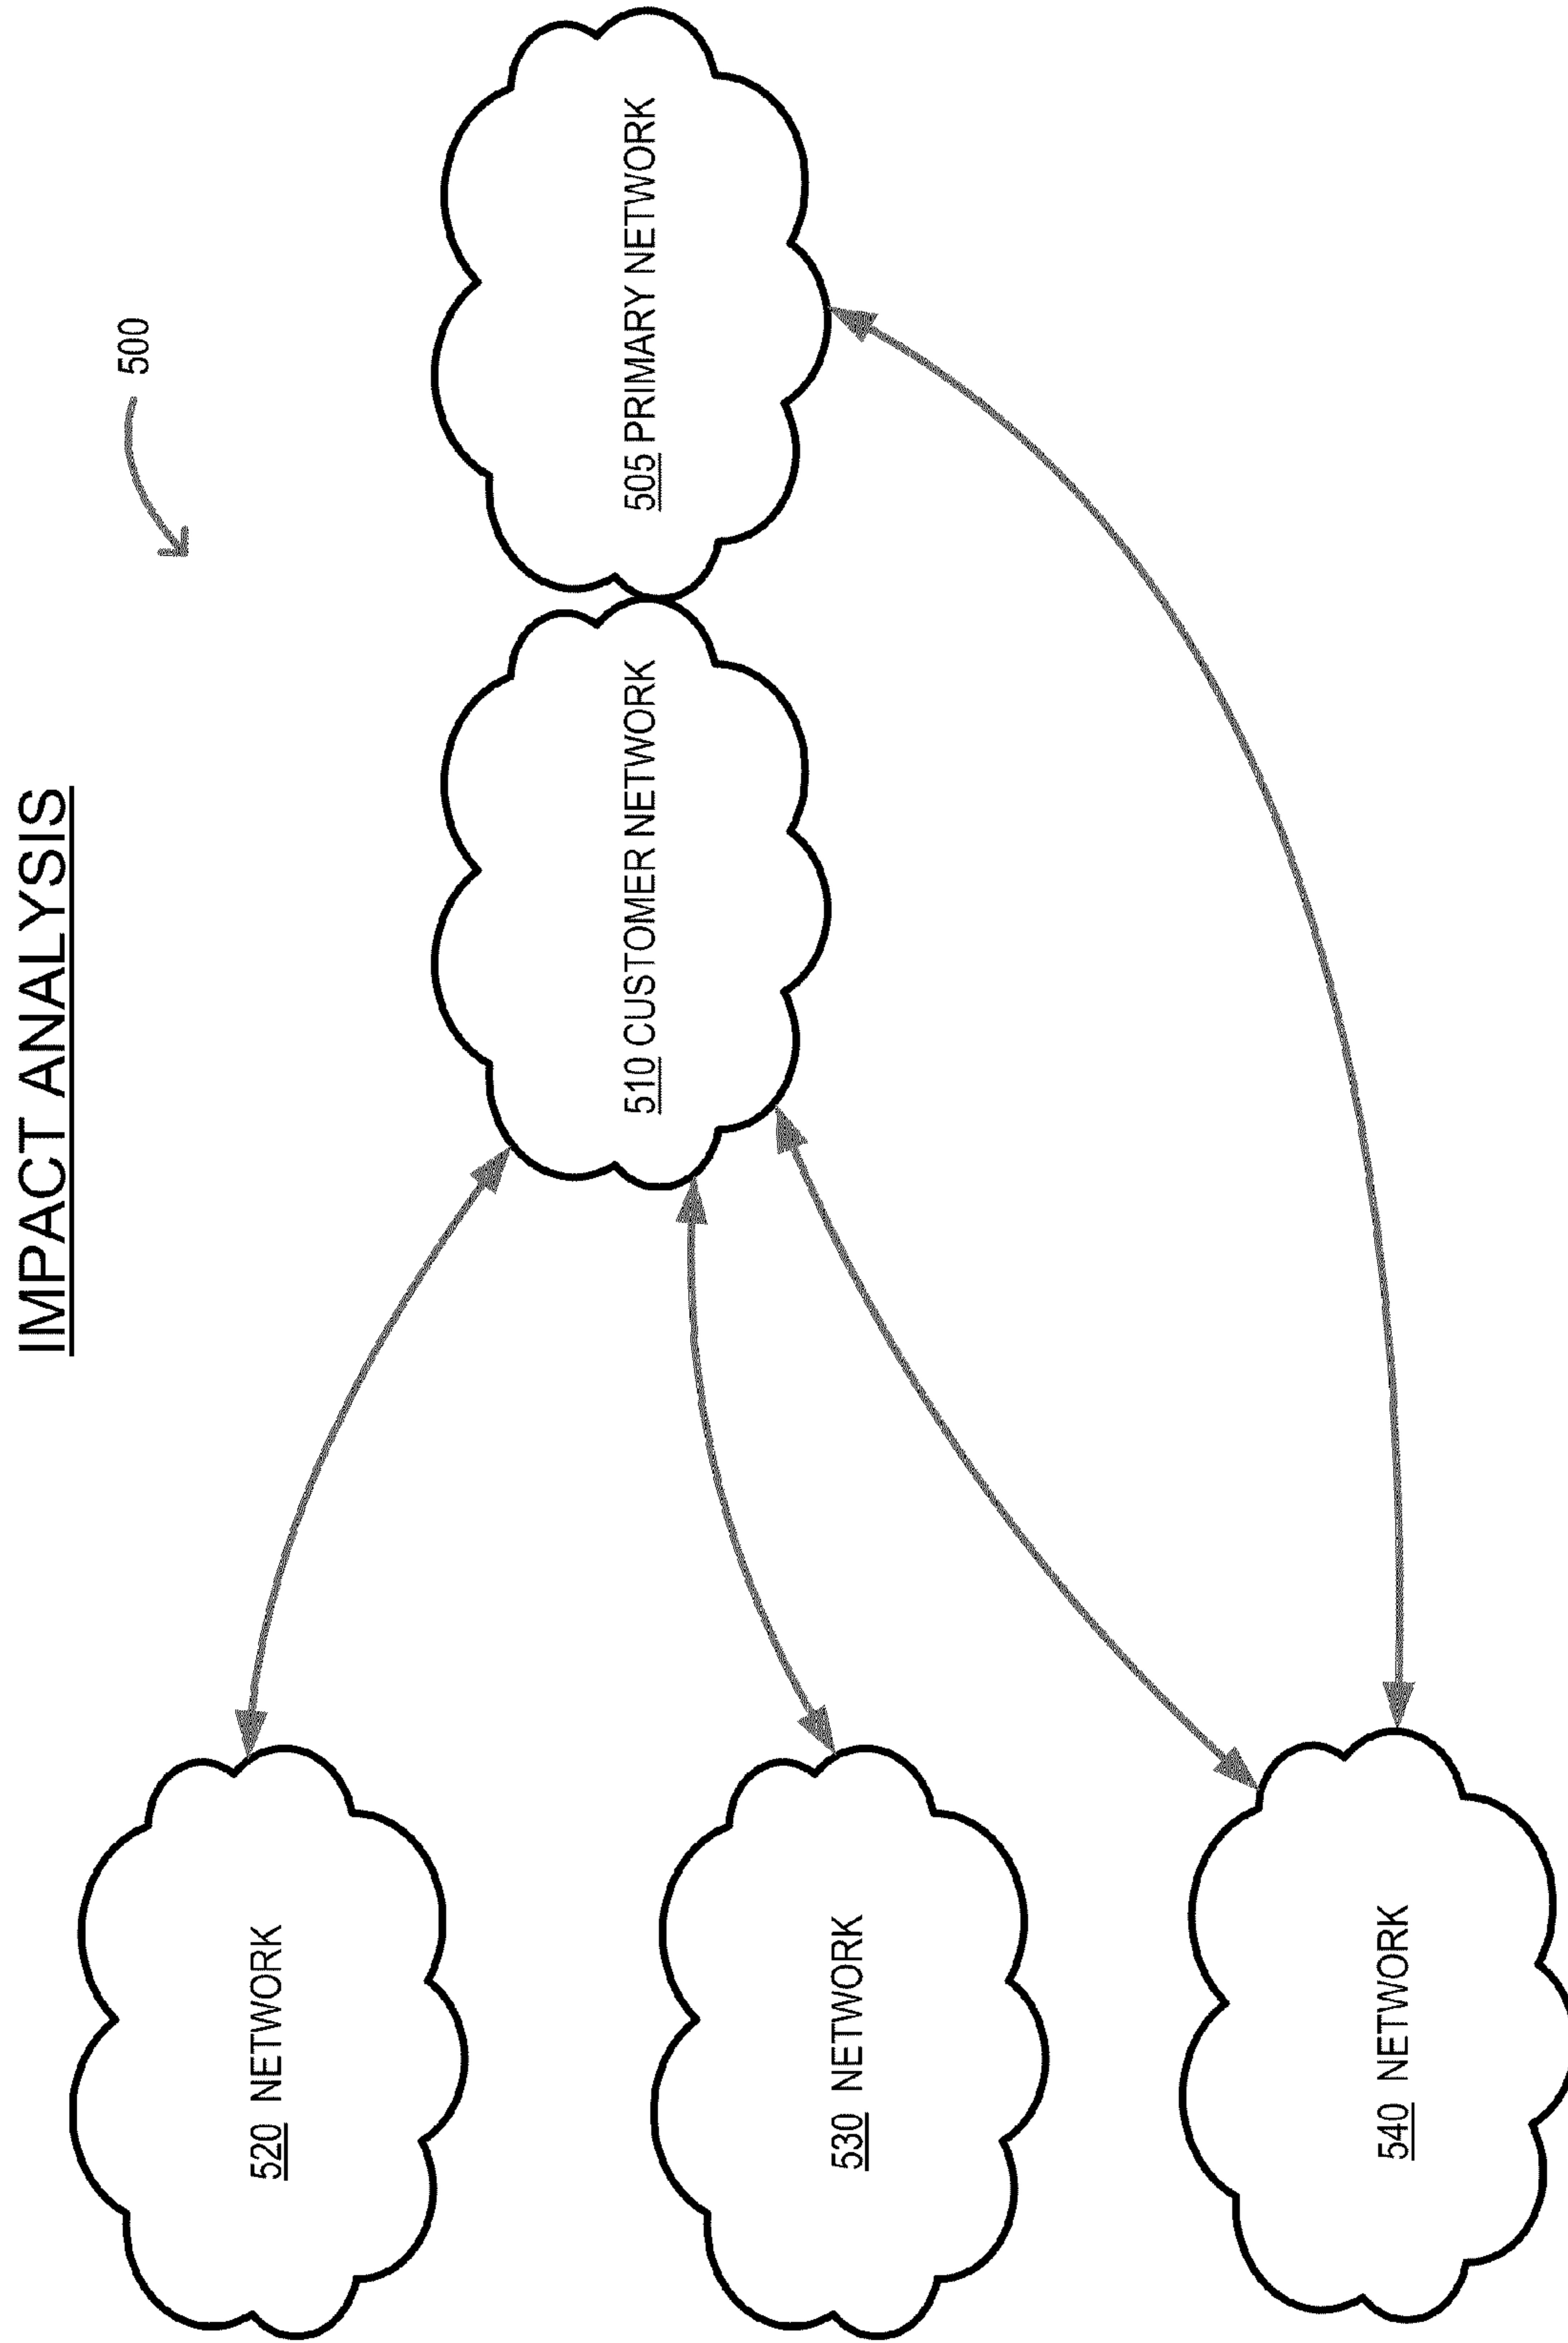 IMPACT ANALYSIS
500
520 NETWORK
510 CUSTOMER NETWORK
505 PRIMARY NETWORK
530 NETWORK
540 NETWORK